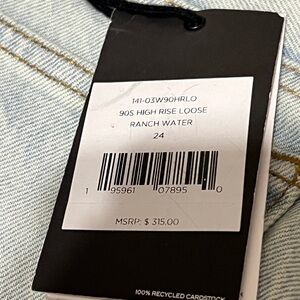 141-03W90HRLO
90S HIGH RISE LOOSE
RANCH WATER
24
1 95961 07895 0
MSRP: $ 315.00
100% RECYCLED CARDSTOCK